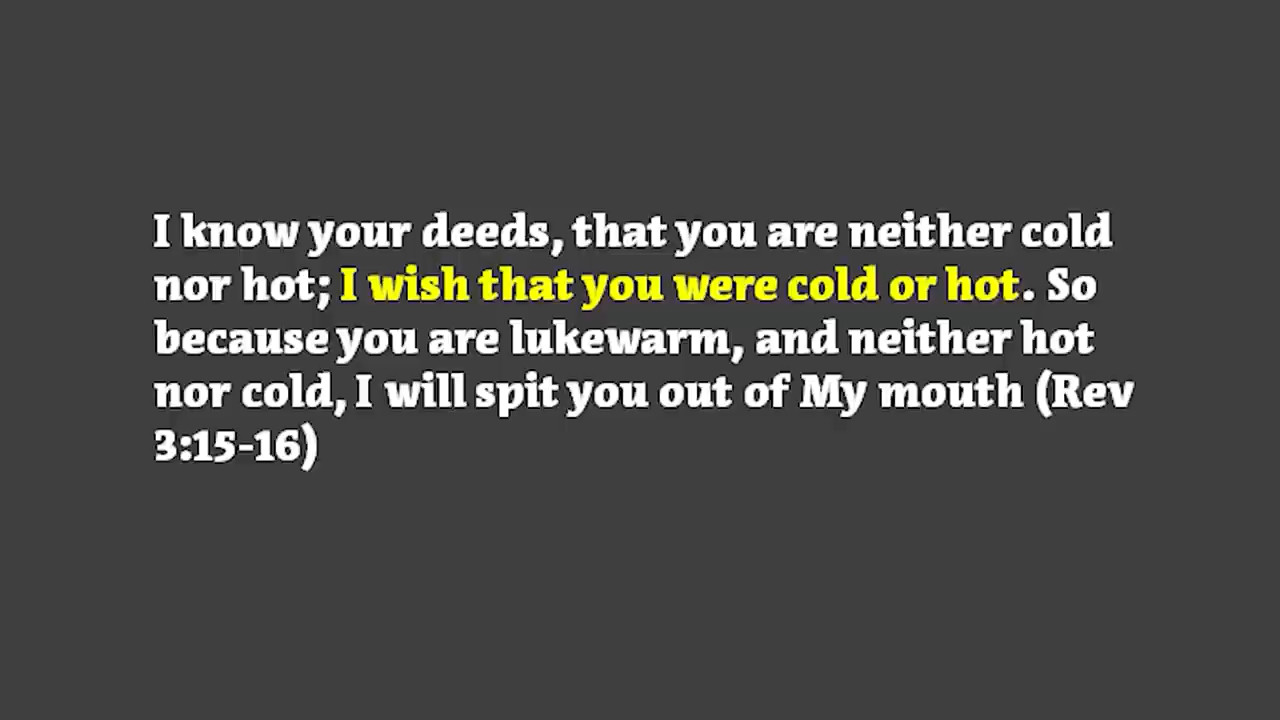 I know your deeds, that you are neither cold
nor hot; I wish that you were cold or hot. So
because you are lukewarm, and neither hot
nor cold, I will spit you out of My mouth (Rev
3:15-16)